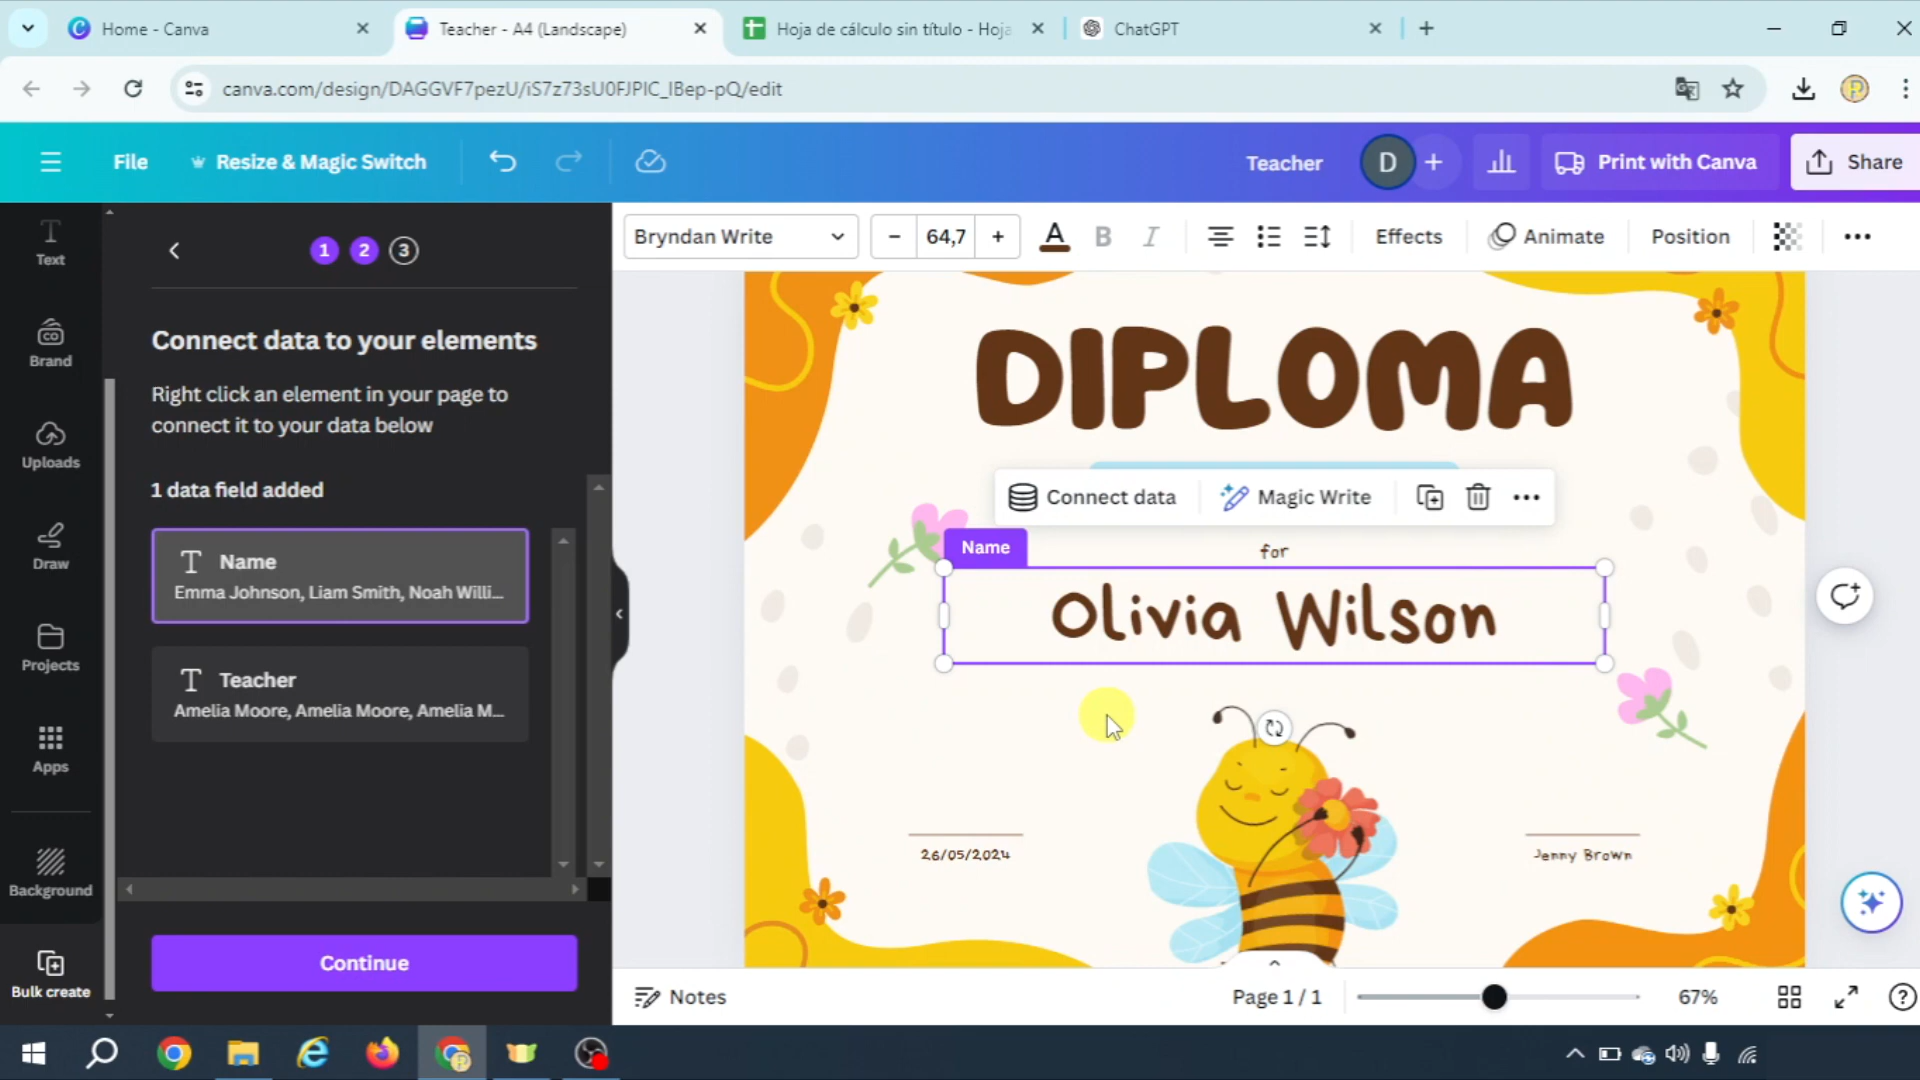 Home - Canva
Teacher - A4 (Landscape)
Hoja de cálculo sin título - Hoja
ChatGPT
canva.com/design/DAGGVF7pezU/iS7z73sU0FJPIC_IBep-pQ/edit
File
Resize & Magic Switch
Teacher
D
Print with Canva
Share
Text
Brand
Uploads
Draw
Projects
Apps
Background
Bulk create
1
2
3
Connect data to your elements
Right click an element in your page to
connect it to your data below
1 data field added
Name
Emma Johnson, Liam Smith, Noah Willi...
Teacher
Amelia Moore, Amelia Moore, Amelia M...
Continue
Bryndan Write
64,7
A
B
I
Effects
Animate
Position
DIPLOMA
Connect data
Magic Write
Name
for
Olivia Wilson
26/05/2024
Jenny Brown
Notes
Page 1 / 1
67%